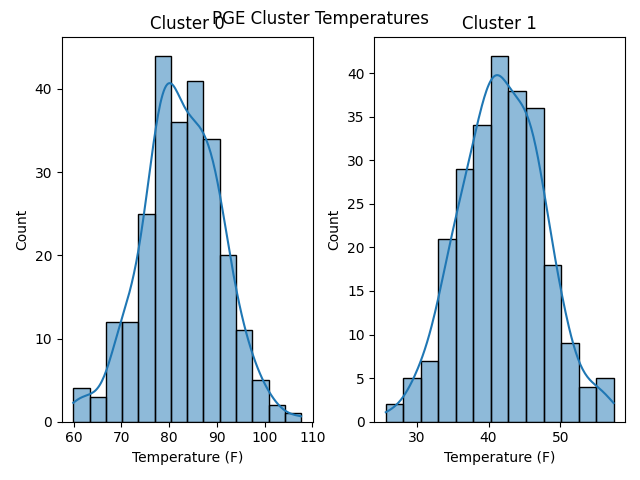 PGE Cluster Temperatures
Cluster 0
Count
0
10
20
30
40
60 70 80 90 100 110
Temperature (F)
Cluster 1
Count
0
5
10
15
20
25
30
35
40
30 40 50
Temperature (F)